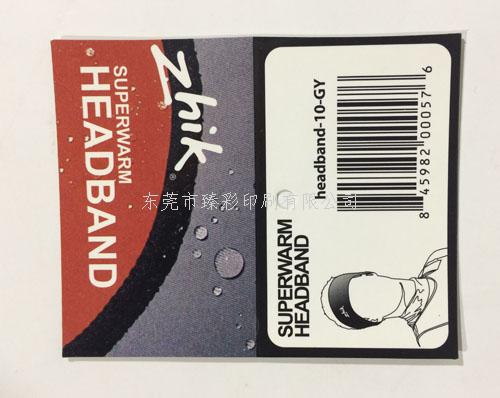 zhik
SUPERWARM
HEADBAND
headband-10-GY
8 45982 00057 6
SUPERWARM
HEADBAND
zhik
东莞市臻彩印刷有限公司